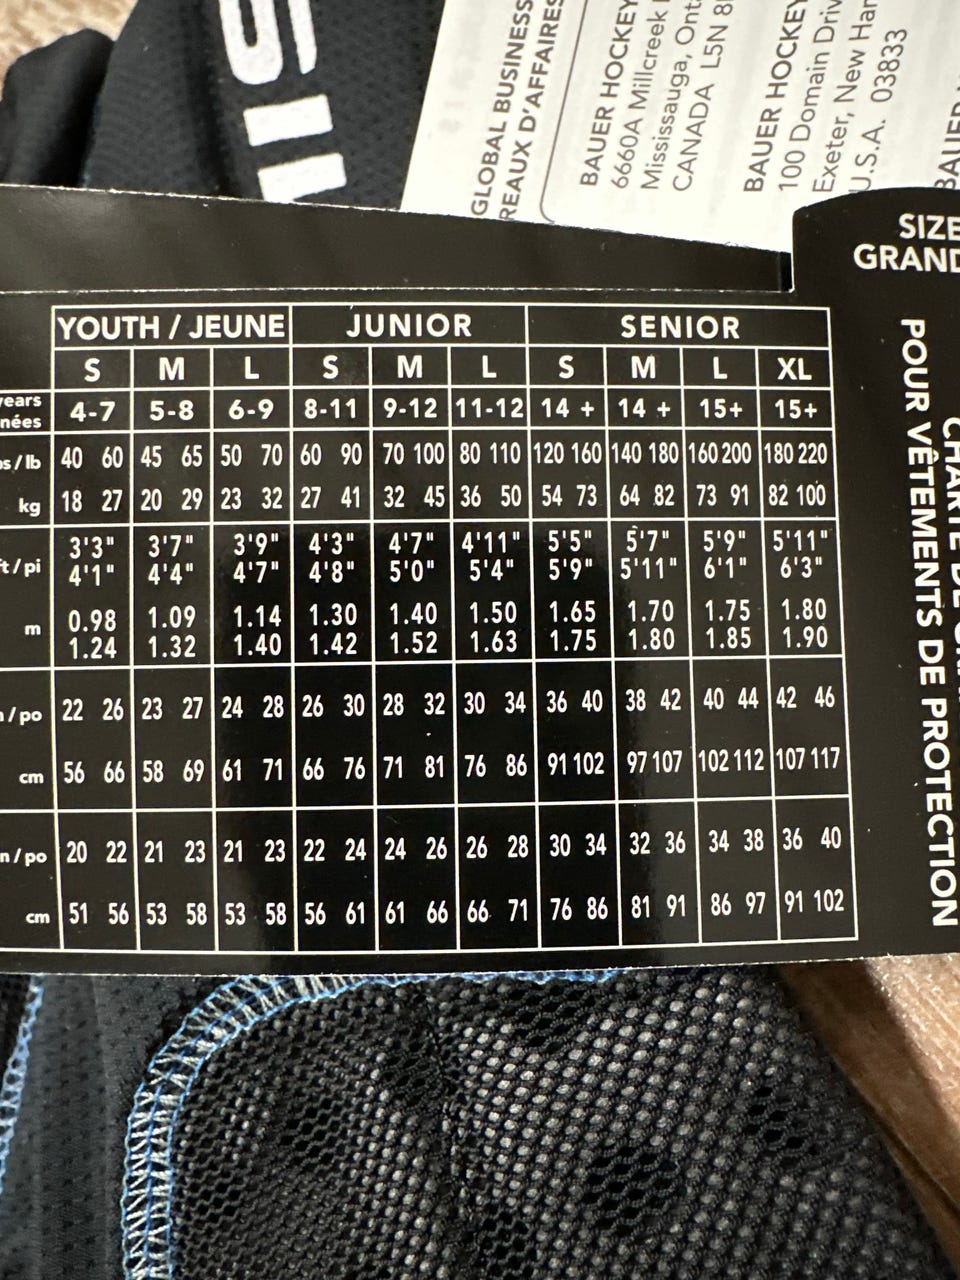 SII
GLOBAL BUSINESS
REAUX D'AFFAIRES
BAUER HOCKEY
6660A Millcreek
Mississauga, Ont
CANADA L5N 8
BAUER HOCKEY
100 Domain Driv
Exeter, New Han
U.S.A. 03833
BAUER
SIZE
GRAND
POUR VÊTEMENTS DE PROTECTION
CHARTE DE
YOUTH / JEUNE JUNIOR SENIOR
S M L S M L S M L XL
years 4-7 5-8 6-9 8-11 9-12 11-12 14 + 14 + 15+ 15+
nées
s / lb 40 60 45 65 50 70 60 90 70 100 80 110 120 160 140 180 160 200 180 220
kg 18 27 20 29 23 32 27 41 32 45 36 50 54 73 64 82 73 91 82 100
t / pi 3'3" 3'7" 3'9" 4'3" 4'7" 4'11" 5'5" 5'7" 5'9" 5'11"
4'1" 4'4" 4'7" 4'8" 5'0" 5'4" 5'9" 5'11" 6'1" 6'3"
m 0.98 1.09 1.14 1.30 1.40 1.50 1.65 1.70 1.75 1.80
1.24 1.32 1.40 1.42 1.52 1.63 1.75 1.80 1.85 1.90
/ po 22 26 23 27 24 28 26 30 28 32 30 34 36 40 38 42 40 44 42 46
cm 56 66 58 69 61 71 66 76 71 81 76 86 91 102 97 107 102 112 107 117
n / po 20 22 21 23 21 23 22 24 24 26 26 28 30 34 32 36 34 38 36 40
cm 51 56 53 58 53 58 56 61 61 66 66 71 76 86 81 91 86 97 91 102